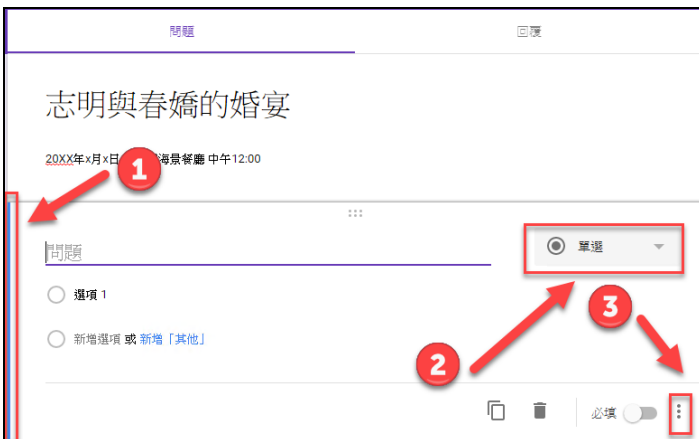 問題 回覆
志明與春嬌的婚宴
20XX年x月x日 海景餐廳 中午12:00
1
問題 單選
選項 1
3
新增選項 或 新增「其他」
2
必填